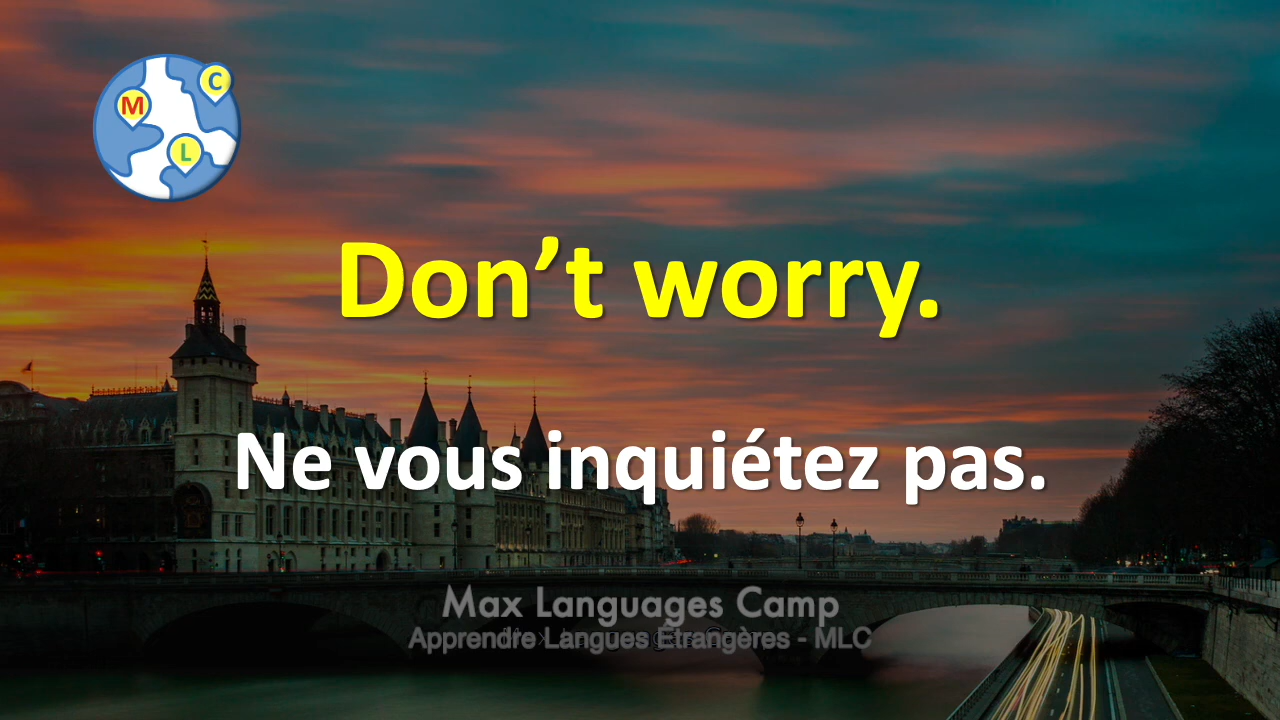 M
C
L
Don’t worry.
Ne vous inquiétez pas.
Max Languages Camp
Apprendre Langues Étrangères - MLC